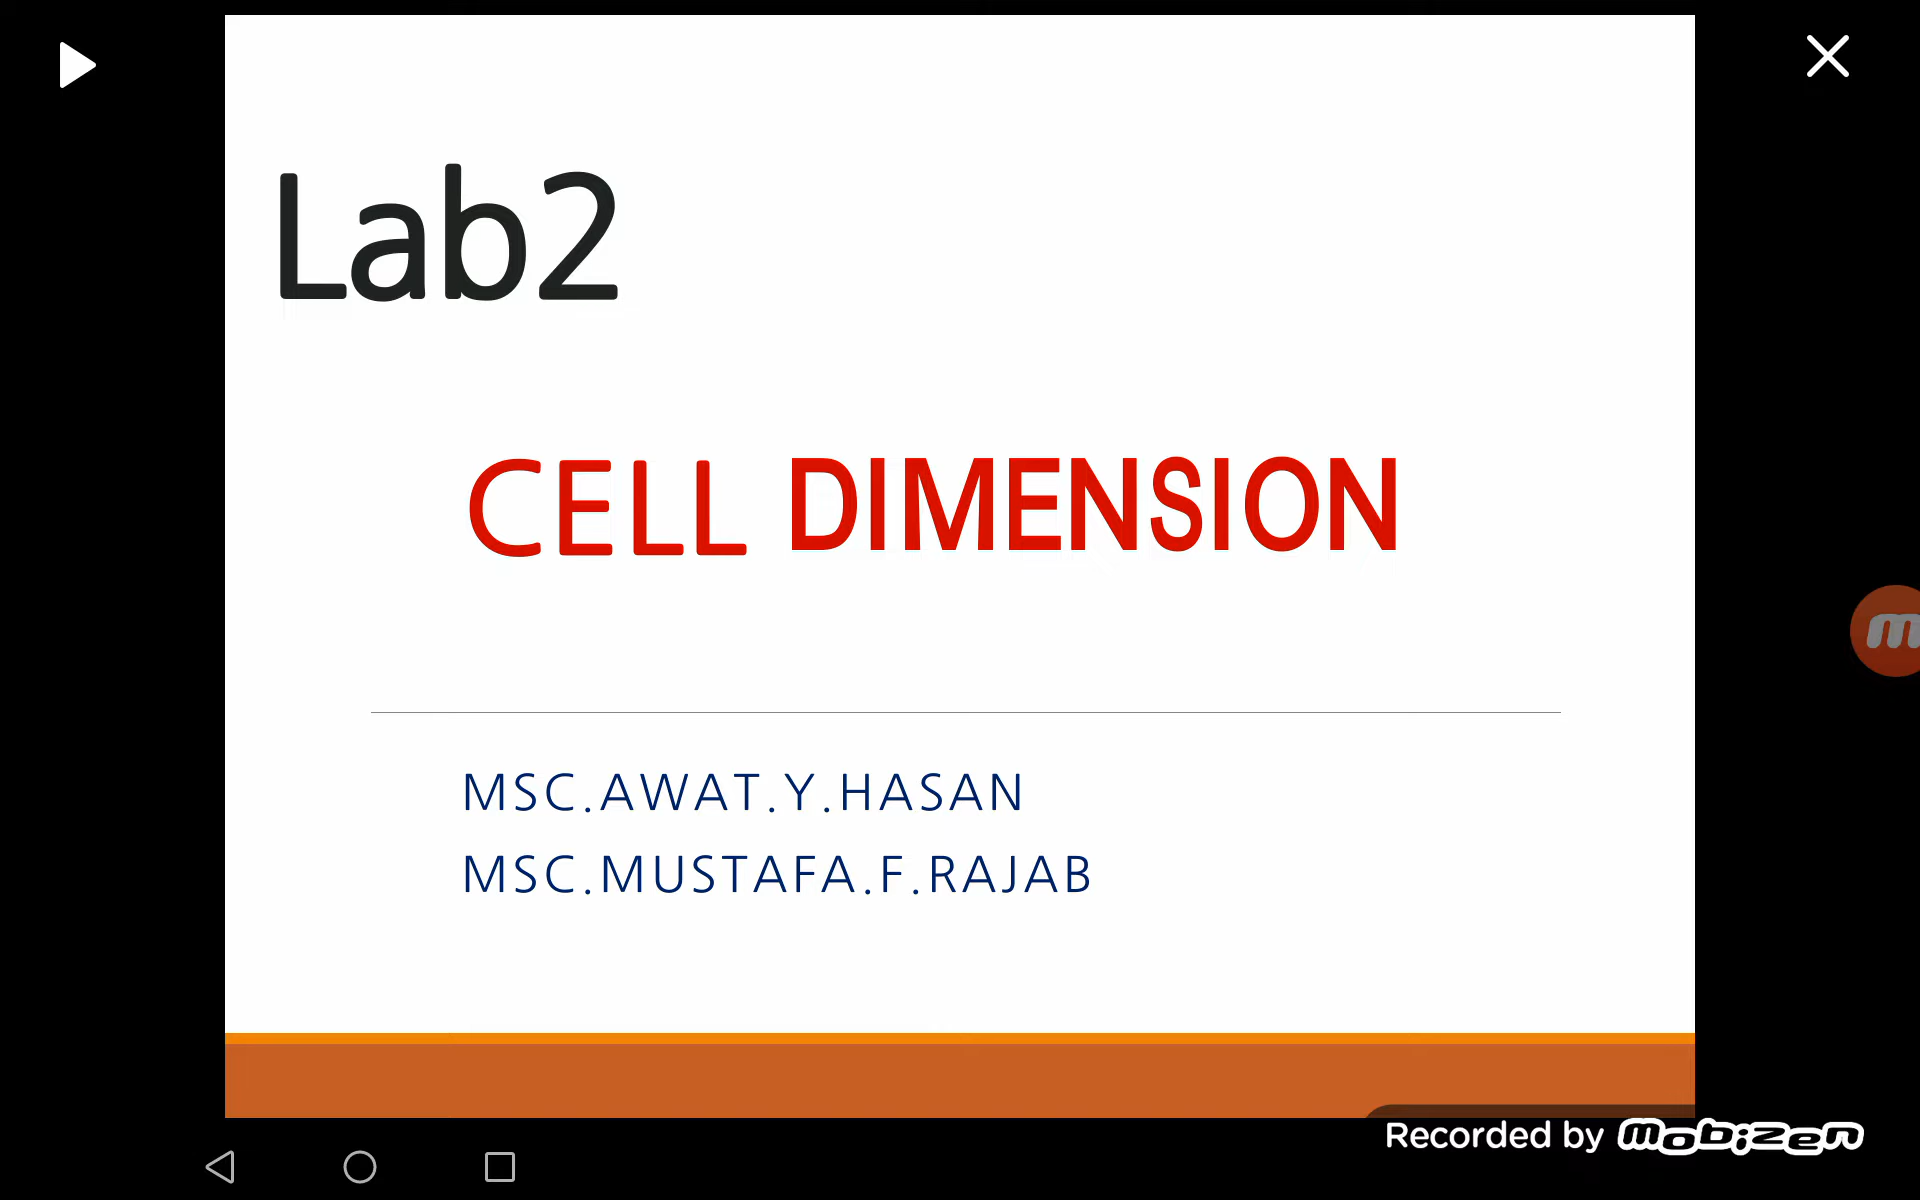 Lab2
CELL DIMENSION
MSC.AWAT.Y.HASAN
MSC.MUSTAFA.F.RAJAB
m
Recorded by mobizen